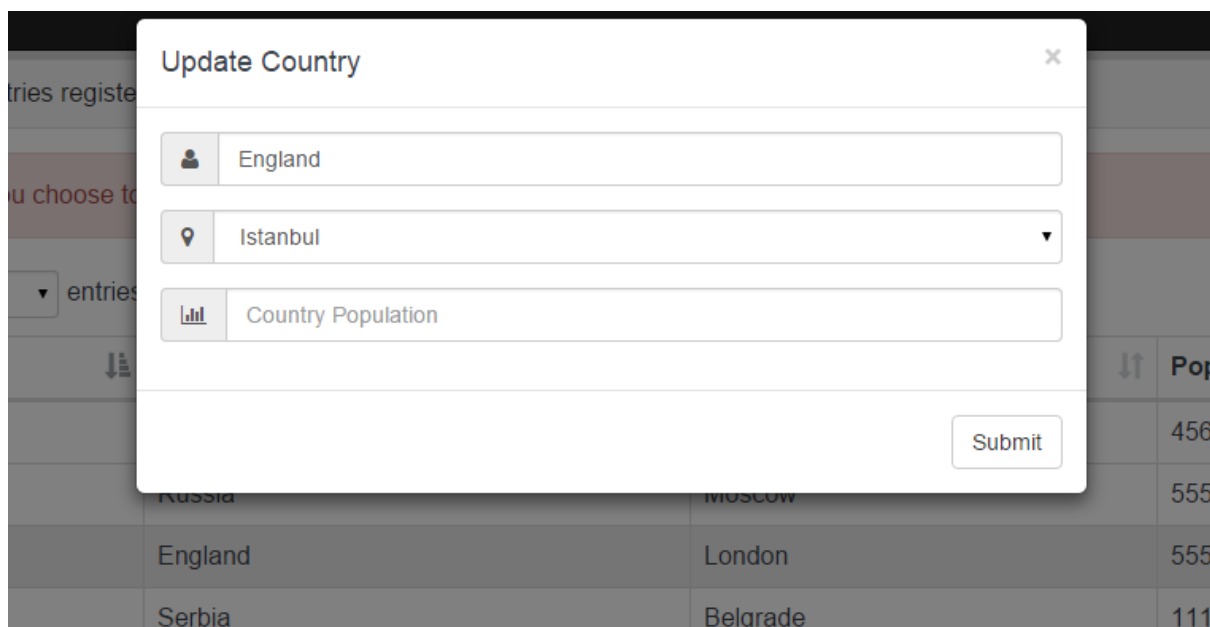 Update Country
×
tries registe
England
ou choose to
Istanbul
entries
Country Population
Pop
Submit
456
Russia Moscow 555
England London 555
Serbia Belgrade 111